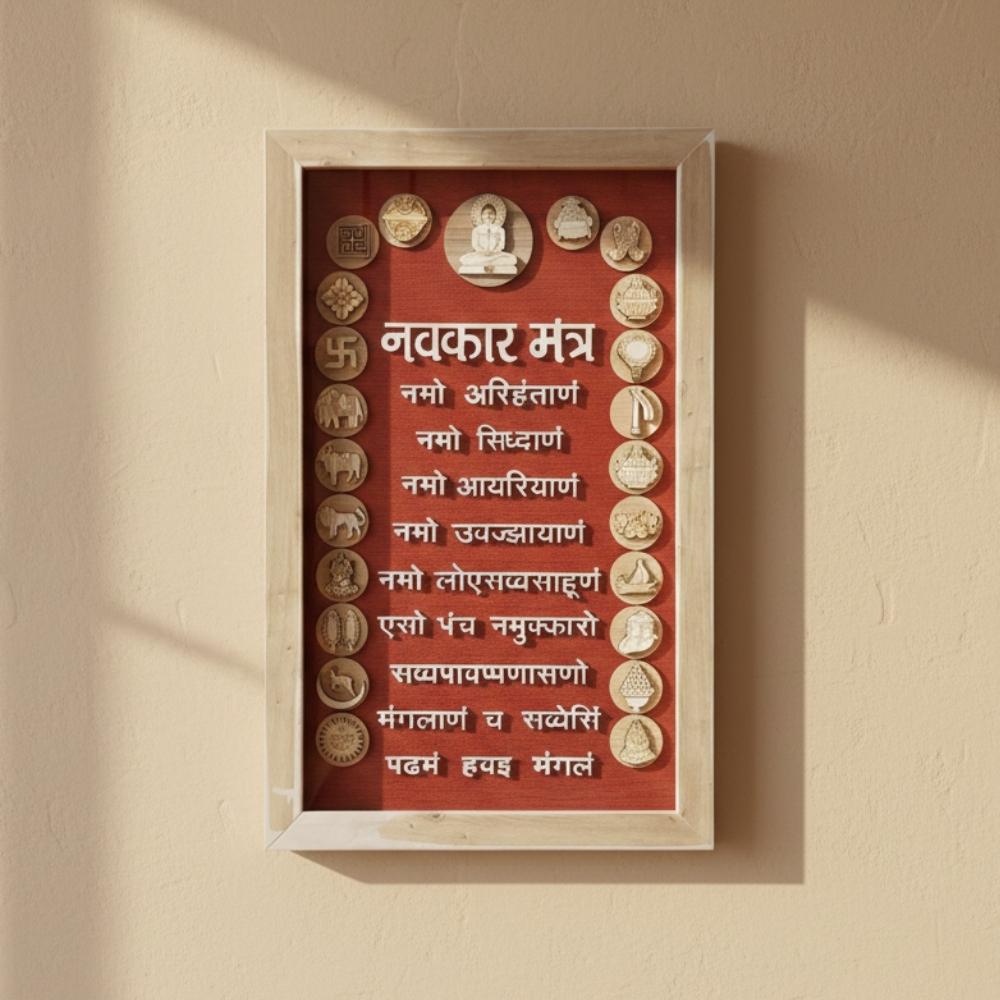 नवकार मंत्र
नमो अरिहंताणं
नमो सिध्दाणं
नमो आयरियाणं
नमो उवज्झायाणं
नमो लोएसव्वसाहूणं
एसो पंच नमुक्कारो
सव्वपावप्पणासणो
मंगलाणं च सव्वेसिं
पढमं हवइ मंगलं